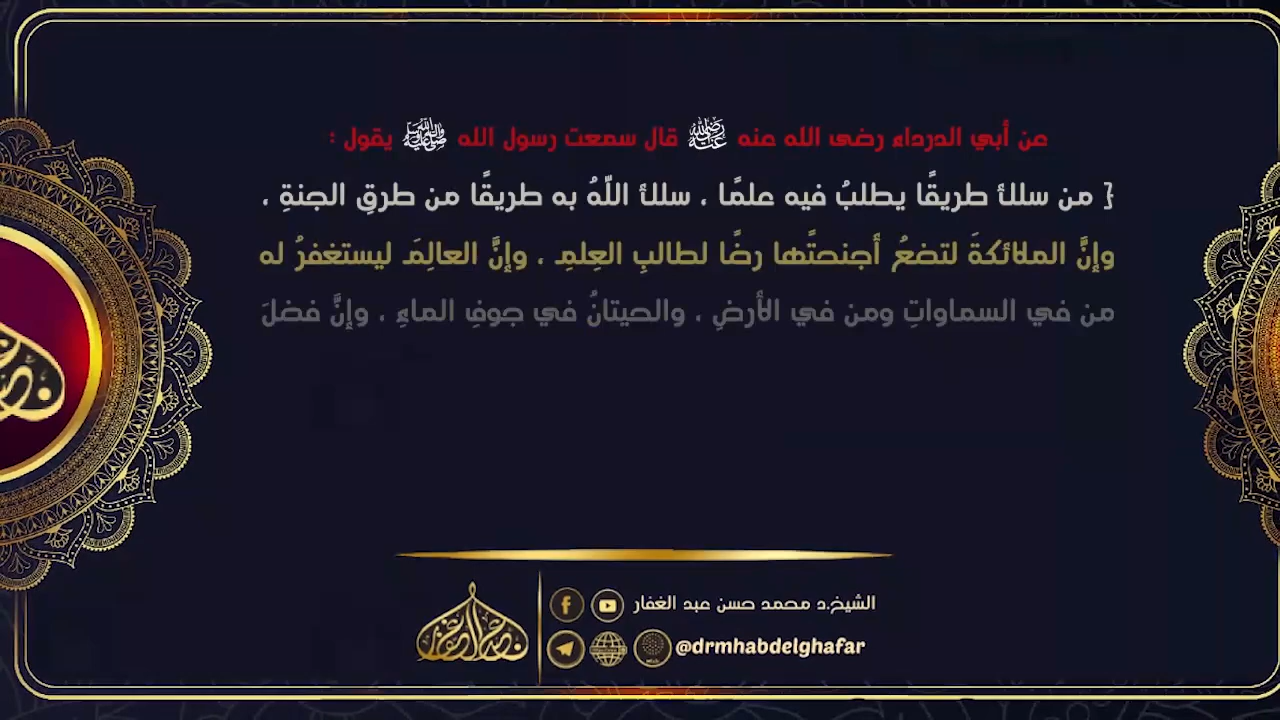 عن أبي الدرداء رضى الله عنه رضي الله عنه قال سمعت رسول الله ﷺ يقول :
{ من سلك طريقًا يطلبُ فيه علمًا ، سلك اللّهُ به طريقًا من طرقِ الجنةِ ،
وإنَّ الملائكةَ لتضعُ أجنحتَها رضًا لطالبِ العِلمِ ، وإنَّ العالِمَ ليستغفرُ له
من في السماواتِ ومن في الأرضِ ، والحيتانُ في جوفِ الماءِ ، وإنَّ فضلَ
الشيخ.د محمد حسن عبد الغفار
@drmhabdelghafar